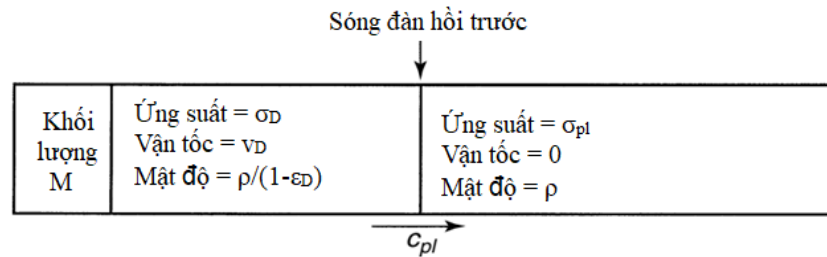 Sóng đàn hồi trước
Khối
lượng
M
Ứng suất = σD
Vận tốc = vD
Mật độ = ρ/(1-εD)
Ứng suất = σpl
Vận tốc = 0
Mật độ = ρ
cpl